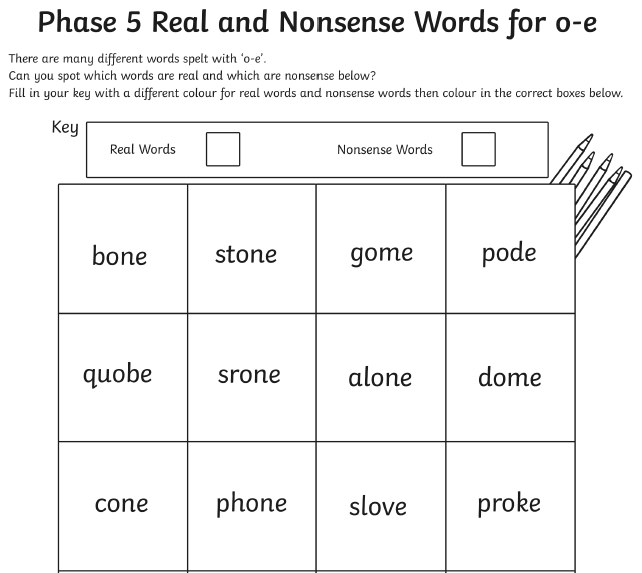 Phase 5 Real and Nonsense Words for o-e
There are many different words spelt with 'o-e'.
Can you spot which words are real and which are nonsense below?
Fill in your key with a different colour for real words and nonsense words then colour in the correct boxes below.
Key
Real Words Nonsense Words
bone stone gome pode
quobe srone alone dome
cone phone slove proke